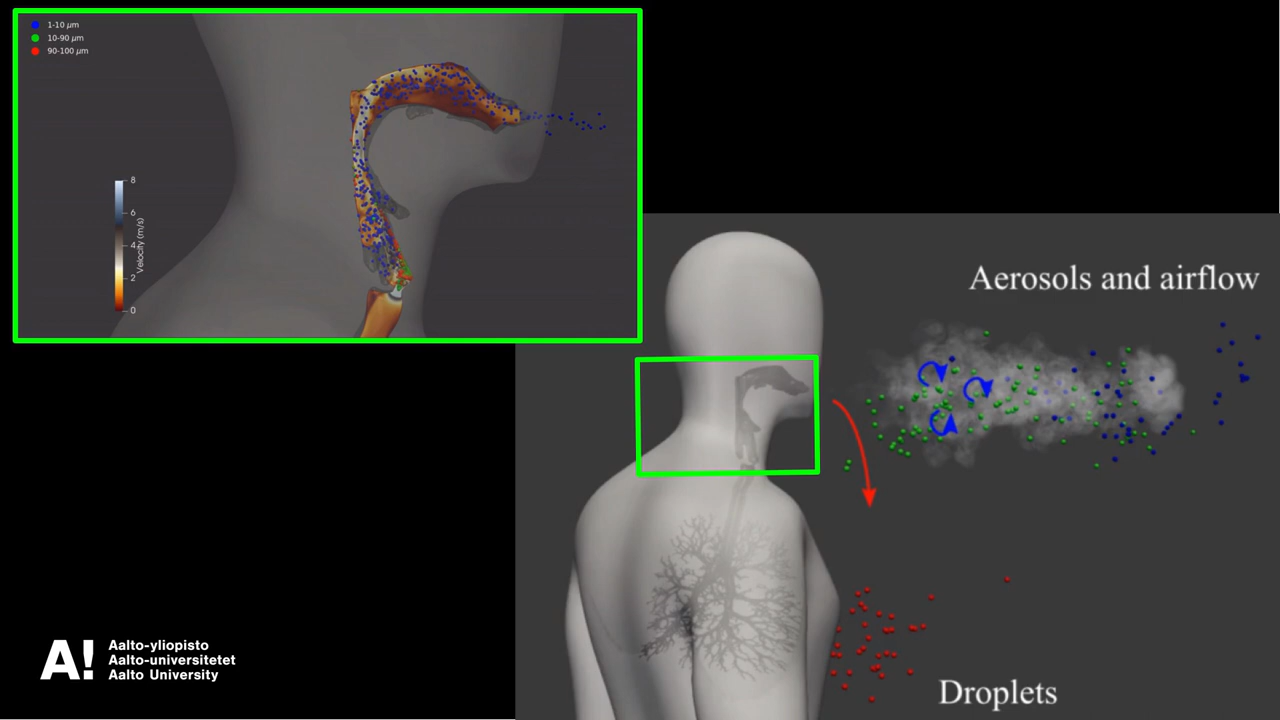 1-10 μm
10-90 μm
90-100 μm
8
6
4
2
0
Velocity (m/s)
Aerosols and airflow
Droplets
A!
Aalto-yliopisto
Aalto-universitetet
Aalto University